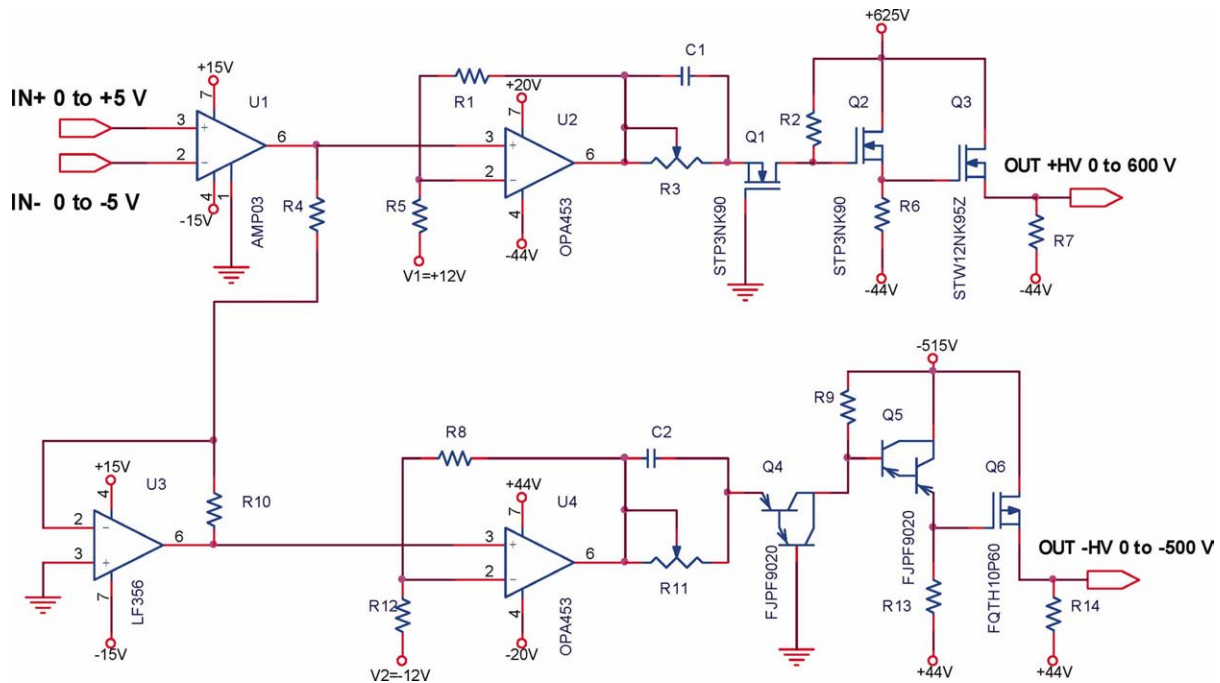 +625V
+15V
C1
+20V
IN+ 0 to +5 V
7
U1
R1
7
U2
Q1
R2
Q2
Q3
3
+
6
3
+
6
2
−
2
−
R3
OUT +HV 0 to 600 V
IN- 0 to -5 V
4
1
-15V
AMP03
R4
R5
4
-44V
OPA453
V1=+12V
STP3NK90
STP3NK90
R6
-44V
STW12NK95Z
R7
-44V
-515V
R9
Q5
R8
C2
+15V
+44V
Q4
Q6
4
U3
R10
7
U4
2
−
6
3
+
6
3
+
2
−
R11
OUT -HV 0 to -500 V
7
-15V
LF356
R12
V2=-12V
4
-20V
OPA453
FJPF9020
FJPF9020
R13
+44V
FQTH10P60
R14
+44V